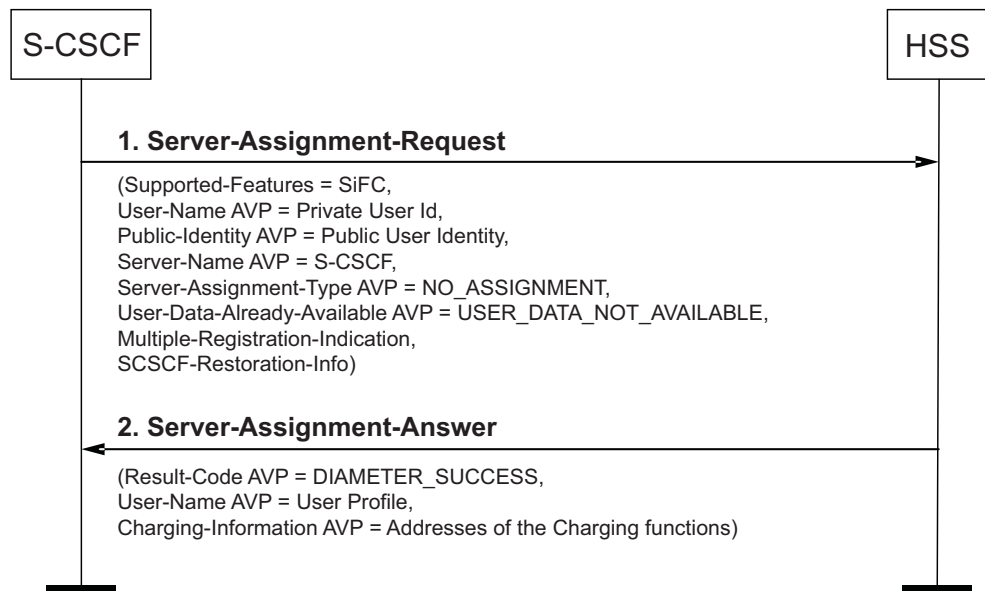 S-CSCF
HSS
1. Server-Assignment-Request
(Supported-Features = SiFC,
User-Name AVP = Private User Id,
Public-Identity AVP = Public User Identity,
Server-Name AVP = S-CSCF,
Server-Assignment-Type AVP = NO_ASSIGNMENT,
User-Data-Already-Available AVP = USER_DATA_NOT_AVAILABLE,
Multiple-Registration-Indication,
SCSCF-Restoration-Info)
2. Server-Assignment-Answer
(Result-Code AVP = DIAMETER_SUCCESS,
User-Name AVP = User Profile,
Charging-Information AVP = Addresses of the Charging functions)